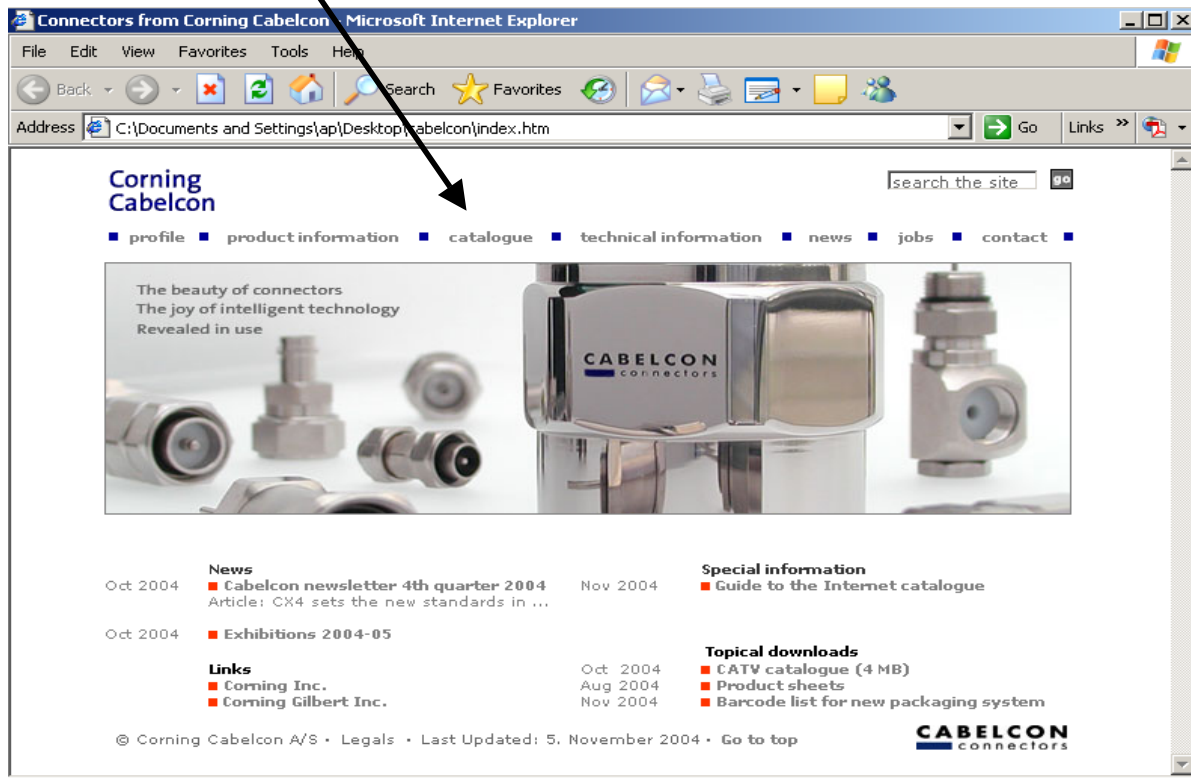 Connectors from Corning Cabelcon - Microsoft Internet Explorer
File Edit View Favorites Tools Help
Back Search Favorites
Address C:\Documents and Settings\ap\Desktop\cabelcon\index.htm Go Links »
Corning
Cabelcon
search the site go
profile product information catalogue technical information news jobs contact
The beauty of connectors
The joy of intelligent technology
Revealed in use
CABELCON
connectors
News
Oct 2004 Cabelcon newsletter 4th quarter 2004
Article: CX4 sets the new standards in ...
Oct 2004 Exhibitions 2004-05
Links
Corning Inc.
Corning Gilbert Inc.
Special information
Nov 2004 Guide to the Internet catalogue
Topical downloads
Oct 2004 CATV catalogue (4 MB)
Aug 2004 Product sheets
Nov 2004 Barcode list for new packaging system
© Corning Cabelcon A/S • Legals • Last Updated: 5. November 2004 • Go to top
CABELCON
connectors